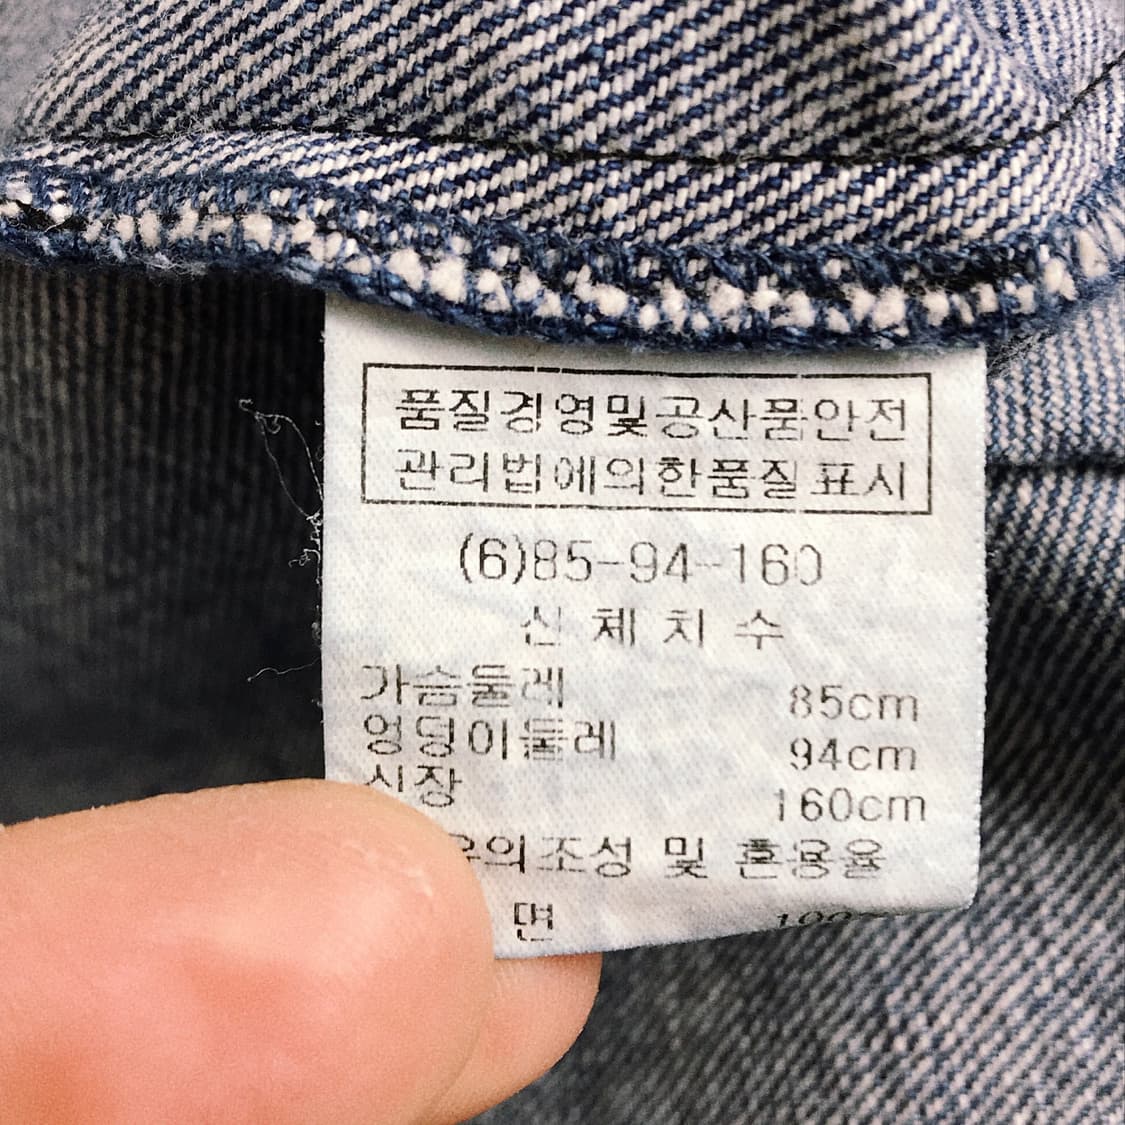 품질경영및공산품안전
관리법에의한품질표시
(6)85-94-160
신 체 치 수
가슴둘레 85cm
엉덩이둘레 94cm
신장 160cm
조성 및 혼용율
면